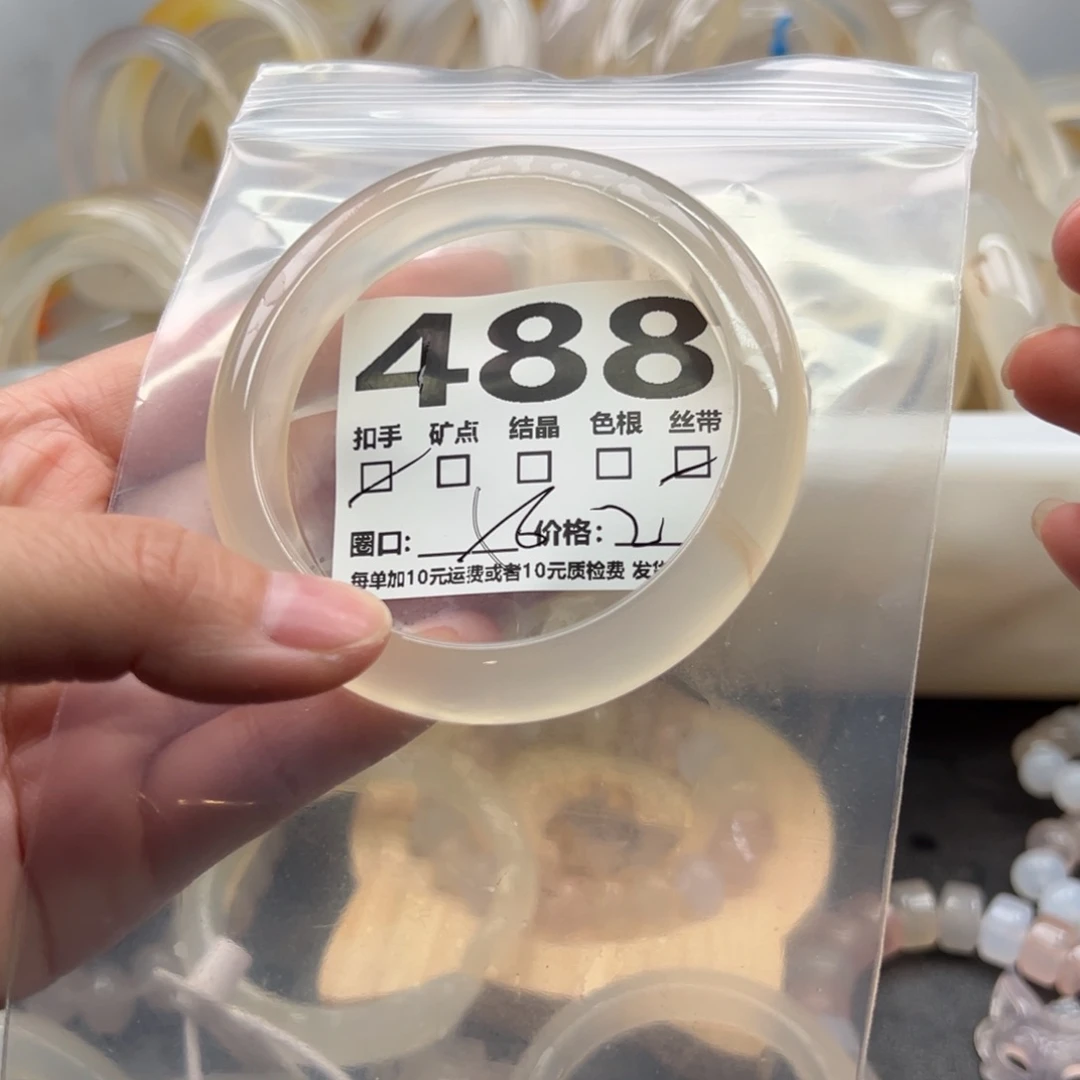 488
扣手 矿点 结晶 色根 丝带
圈口: 价格:
每单加10元运费或者10元质检费 发